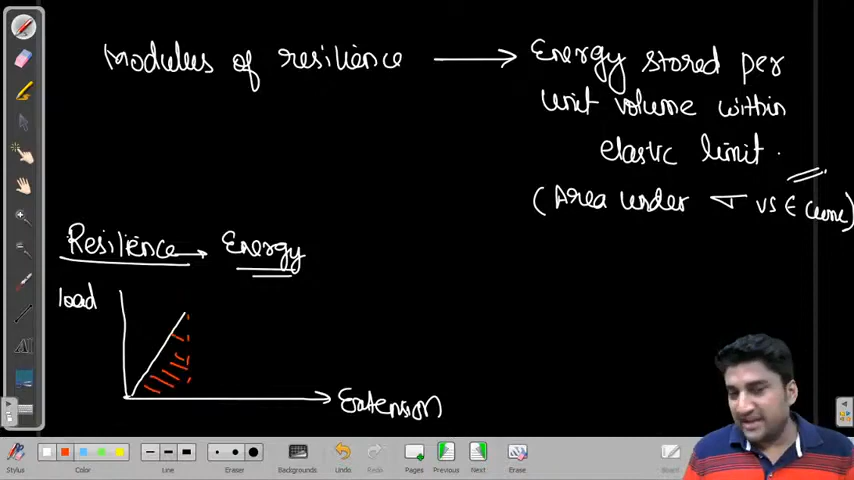 Modulus of resilience → Energy stored per
unit volume within
elastic limit.
(Area under σ vs ε curve)
Resilience → Energy
load
Extension
Stylus
Color
Line
Eraser
Backgrounds
Undo
Redo
Pages
Previous
Next
Erase
Board